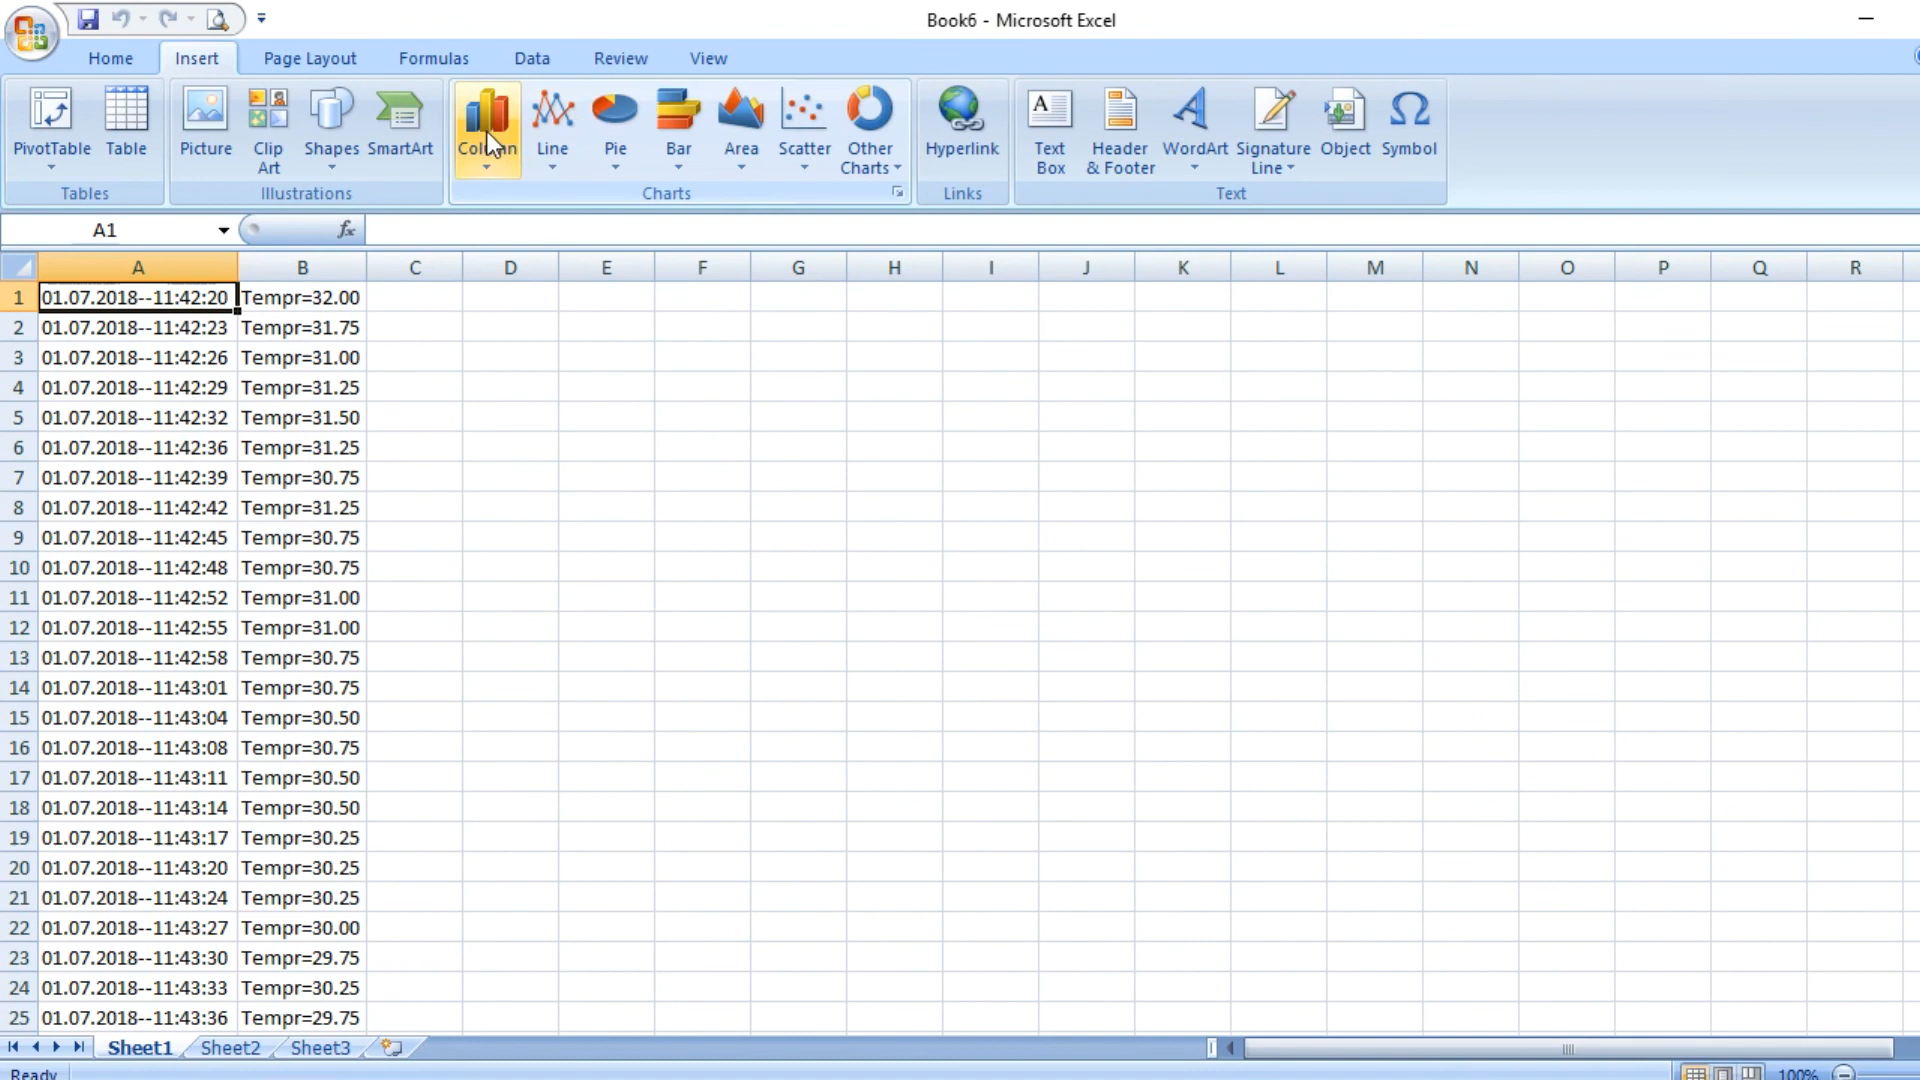 Book6 - Microsoft Excel
Home Insert Page Layout Formulas Data Review View
PivotTable Table Picture Clip Art Shapes SmartArt Column Line Pie Bar Area Scatter Other Charts Hyperlink Text Box Header & Footer WordArt Signature Line Object Symbol
Tables Illustrations Charts Links Text
A1 fx
A B C D E F G H I J K L M N O P Q R
1 01.07.2018--11:42:20 Tempr=32.00
2 01.07.2018--11:42:23 Tempr=31.75
3 01.07.2018--11:42:26 Tempr=31.00
4 01.07.2018--11:42:29 Tempr=31.25
5 01.07.2018--11:42:32 Tempr=31.50
6 01.07.2018--11:42:36 Tempr=31.25
7 01.07.2018--11:42:39 Tempr=30.75
8 01.07.2018--11:42:42 Tempr=31.25
9 01.07.2018--11:42:45 Tempr=30.75
10 01.07.2018--11:42:48 Tempr=30.75
11 01.07.2018--11:42:52 Tempr=31.00
12 01.07.2018--11:42:55 Tempr=31.00
13 01.07.2018--11:42:58 Tempr=30.75
14 01.07.2018--11:43:01 Tempr=30.75
15 01.07.2018--11:43:04 Tempr=30.50
16 01.07.2018--11:43:08 Tempr=30.75
17 01.07.2018--11:43:11 Tempr=30.50
18 01.07.2018--11:43:14 Tempr=30.50
19 01.07.2018--11:43:17 Tempr=30.25
20 01.07.2018--11:43:20 Tempr=30.25
21 01.07.2018--11:43:24 Tempr=30.25
22 01.07.2018--11:43:27 Tempr=30.00
23 01.07.2018--11:43:30 Tempr=29.75
24 01.07.2018--11:43:33 Tempr=30.25
25 01.07.2018--11:43:36 Tempr=29.75
Sheet1 Sheet2 Sheet3
Ready 100%